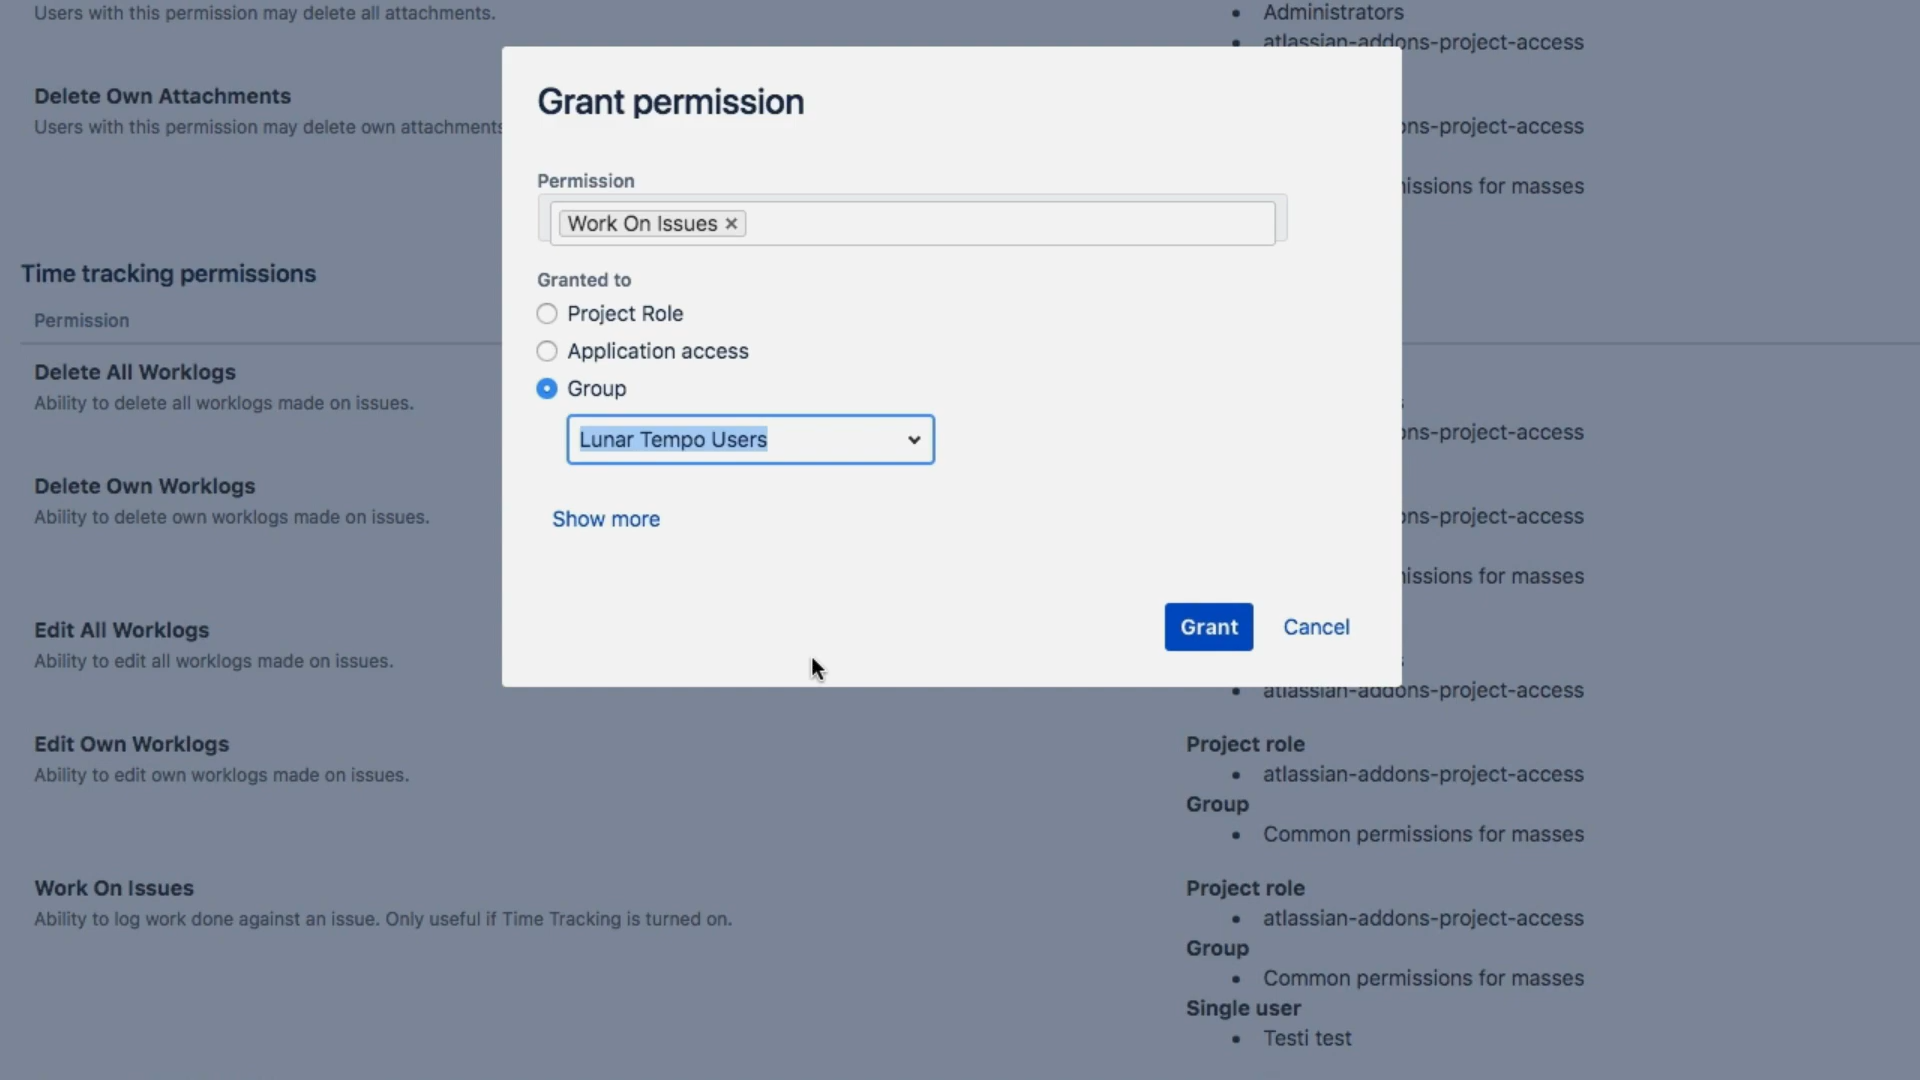 Users with this permission may delete all attachments.
Administrators
atlassian-addons-project-access
Delete Own Attachments
Users with this permission may delete own attachments
ons-project-access
issions for masses
Time tracking permissions
Permission
Delete All Worklogs
Ability to delete all worklogs made on issues.
ons-project-access
Delete Own Worklogs
Ability to delete own worklogs made on issues.
ons-project-access
issions for masses
Edit All Worklogs
Ability to edit all worklogs made on issues.
atlassian-addons-project-access
Edit Own Worklogs
Ability to edit own worklogs made on issues.
Project role
atlassian-addons-project-access
Group
Common permissions for masses
Work On Issues
Ability to log work done against an issue. Only useful if Time Tracking is turned on.
Project role
atlassian-addons-project-access
Group
Common permissions for masses
Single user
Testi test
Grant permission
Permission
Work On Issues ×
Granted to
Project Role
Application access
Group
Lunar Tempo Users
Show more
Grant Cancel